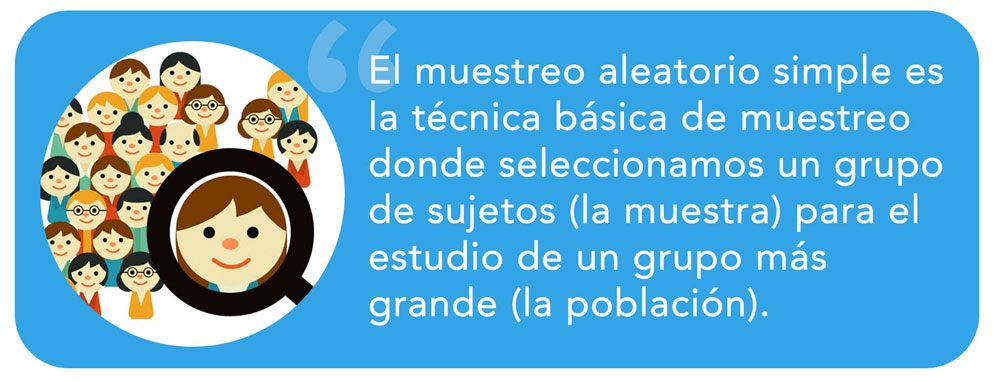 “
El muestreo aleatorio simple es
la técnica básica de muestreo
donde seleccionamos un grupo
de sujetos (la muestra) para el
estudio de un grupo más
grande (la población).